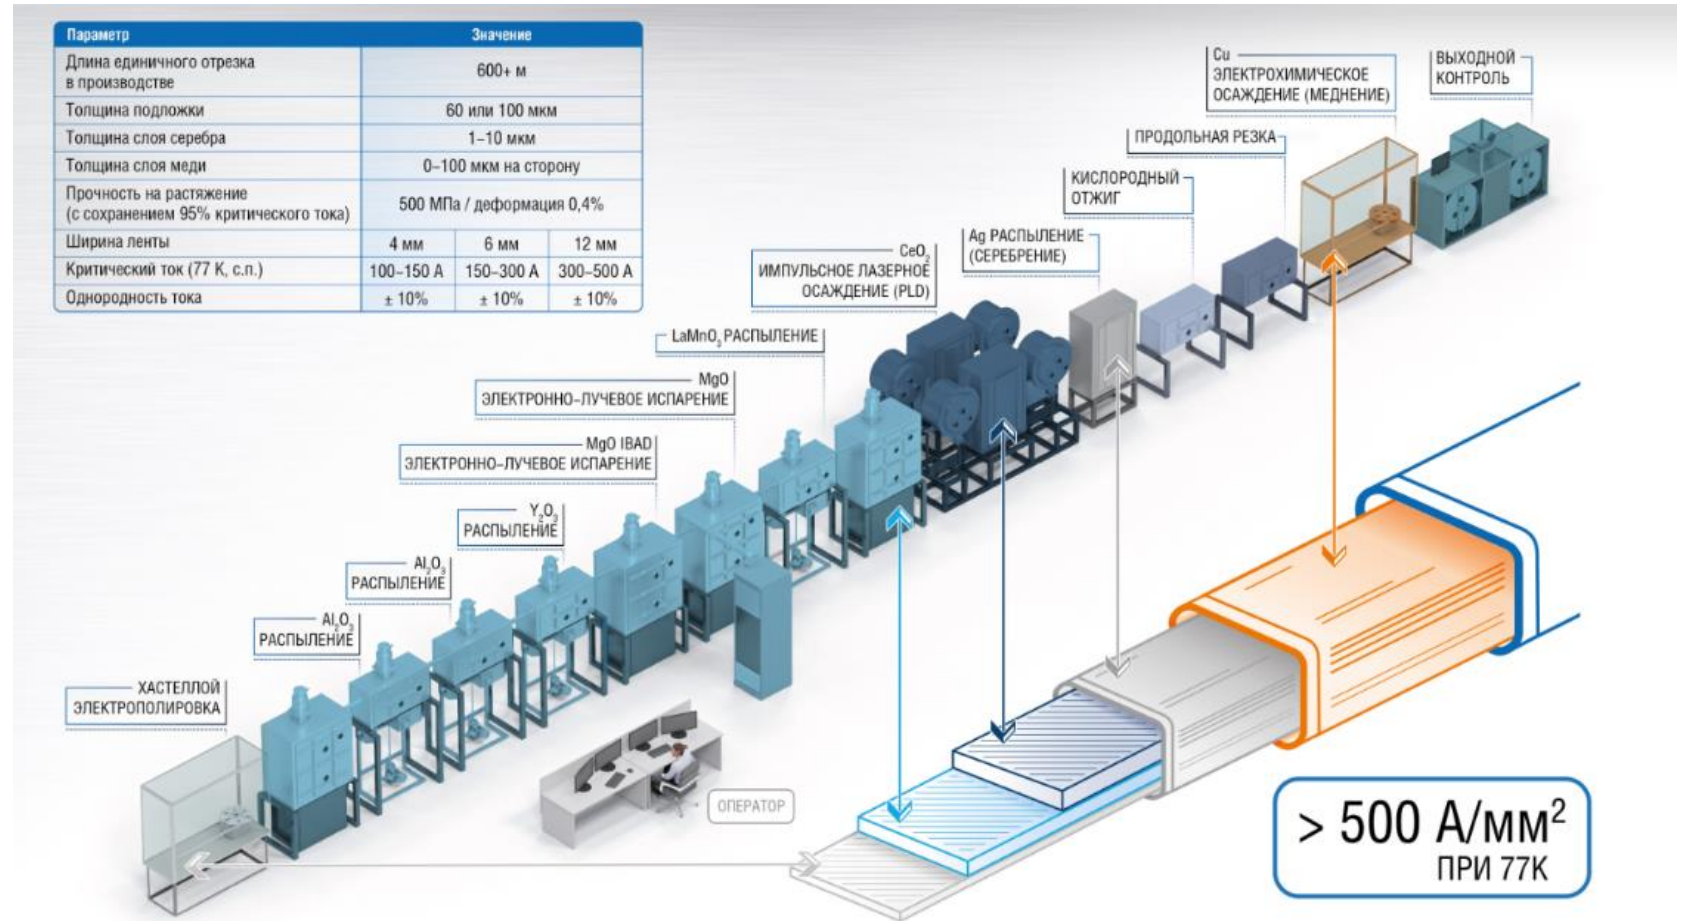 Параметр Значение
Длина единичного отрезка
в производстве
600+ м
Толщина подложки 60 или 100 мкм
Толщина слоя серебра 1–10 мкм
Толщина слоя меди 0–100 мкм на сторону
Прочность на растяжение
(с сохранением 95% критического тока)
500 МПа / деформация 0,4%
Ширина ленты 4 мм 6 мм 12 мм
Критический ток (77 К, с.п.) 100–150 А 150–300 А 300–500 А
Однородность тока ± 10% ± 10% ± 10%
Cu
ЭЛЕКТРОХИМИЧЕСКОЕ
ОСАЖДЕНИЕ (МЕДНЕНИЕ)
ВЫХОДНОЙ
КОНТРОЛЬ
ПРОДОЛЬНАЯ РЕЗКА
КИСЛОРОДНЫЙ
ОТЖИГ
Ag РАСПЫЛЕНИЕ
(СЕРЕБРЕНИЕ)
CeO₂
ИМПУЛЬСНОЕ ЛАЗЕРНОЕ
ОСАЖДЕНИЕ (PLD)
LaMnO₃ РАСПЫЛЕНИЕ
MgO
ЭЛЕКТРОННО–ЛУЧЕВОЕ ИСПАРЕНИЕ
MgO IBAD
ЭЛЕКТРОННО–ЛУЧЕВОЕ ИСПАРЕНИЕ
Y₂O₃
РАСПЫЛЕНИЕ
Al₂O₃
РАСПЫЛЕНИЕ
Al₂O₃
РАСПЫЛЕНИЕ
ХАСТЕЛЛОЙ
ЭЛЕКТРОПОЛИРОВКА
ОПЕРАТОР
> 500 А/мм²
ПРИ 77К